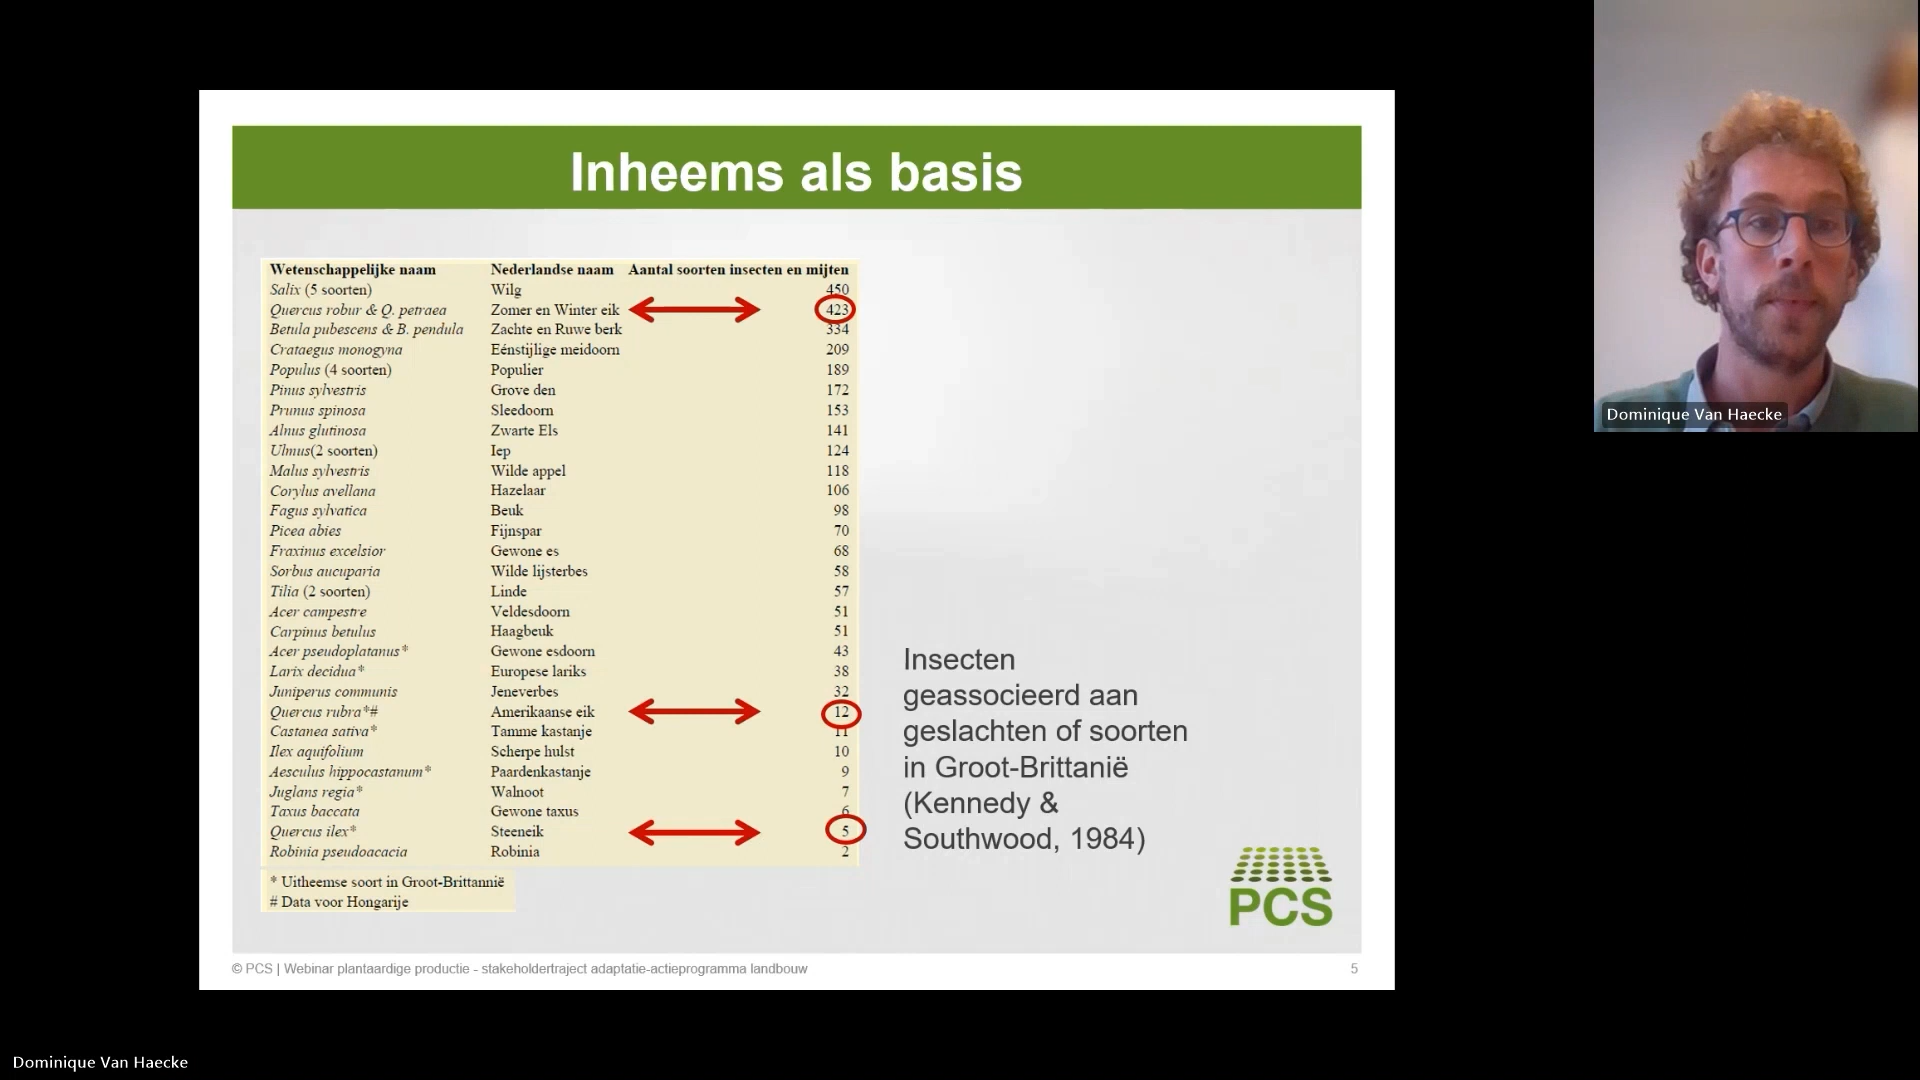 Inheems als basis
Wetenschappelijke naam Nederlandse naam Aantal soorten insecten en mijten
Salix (5 soorten) Wilg 450
Quercus robur & Q. petraea Zomer en Winter eik 423
Betula pubescens & B. pendula Zachte en Ruwe berk 334
Crataegus monogyna Eénstijlige meidoorn 209
Populus (4 soorten) Populier 189
Pinus sylvestris Grove den 172
Prunus spinosa Sleedoorn 153
Alnus glutinosa Zwarte Els 141
Ulmus(2 soorten) Iep 124
Malus sylvestris Wilde appel 118
Corylus avellana Hazelaar 106
Fagus sylvatica Beuk 98
Picea abies Fijnspar 70
Fraxinus excelsior Gewone es 68
Sorbus aucuparia Wilde lijsterbes 58
Tilia (2 soorten) Linde 57
Acer campestre Veldesdoorn 51
Carpinus betulus Haagbeuk 51
Acer pseudoplatanus* Gewone esdoorn 43
Larix decidua* Europese lariks 38
Juniperus communis Jeneverbes 32
Quercus rubra*# Amerikaanse eik 12
Castanea sativa* Tamme kastanje 11
Ilex aquifolium Scherpe hulst 10
Aesculus hippocastanum* Paardenkastanje 9
Juglans regia* Walnoot 7
Taxus baccata Gewone taxus 6
Quercus ilex* Steeneik 5
Robinia pseudoacacia Robinia 2
* Uitheemse soort in Groot-Brittannië
# Data voor Hongarije
Insecten
geassocieerd aan
geslachten of soorten
in Groot-Brittanië
(Kennedy &
Southwood, 1984)
PCS
© PCS | Webinar plantaardige productie - stakeholdertraject adaptatie-actieprogramma landbouw 5
Dominique Van Haecke
Dominique Van Haecke